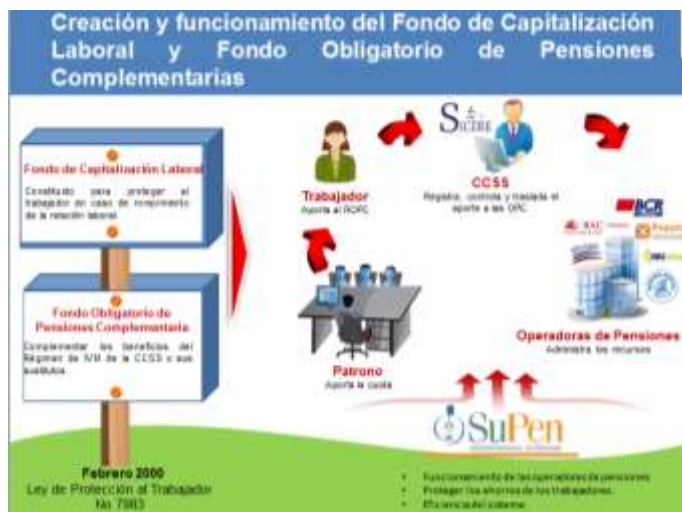 Creación y funcionamiento del Fondo de Capitalización
Laboral y Fondo Obligatorio de Pensiones
Complementarias
Fondo de Capitalización Laboral
Constituido para proteger al
trabajador en caso de rompimiento
de la relación laboral.
Fondo Obligatorio de
Pensiones Complementaria
Complementar los beneficios del
Régimen de IVM de la CCSS o sus
sustitutos.
Febrero 2000
Ley de Protección al Trabajador
No 7983
Trabajador
Aporta al ROPC
SICERE
CCSS
Registra, controla y traslada el
aporte a las OPC.
Patrono
Aporta la cuota
BCR
BAC
Popular
Operadoras de Pensiones
Administra los recursos
SuPen
• Funcionamiento de las operadoras de pensiones
• Proteger los ahorros de los trabajadores.
• Eficiencia del sistema